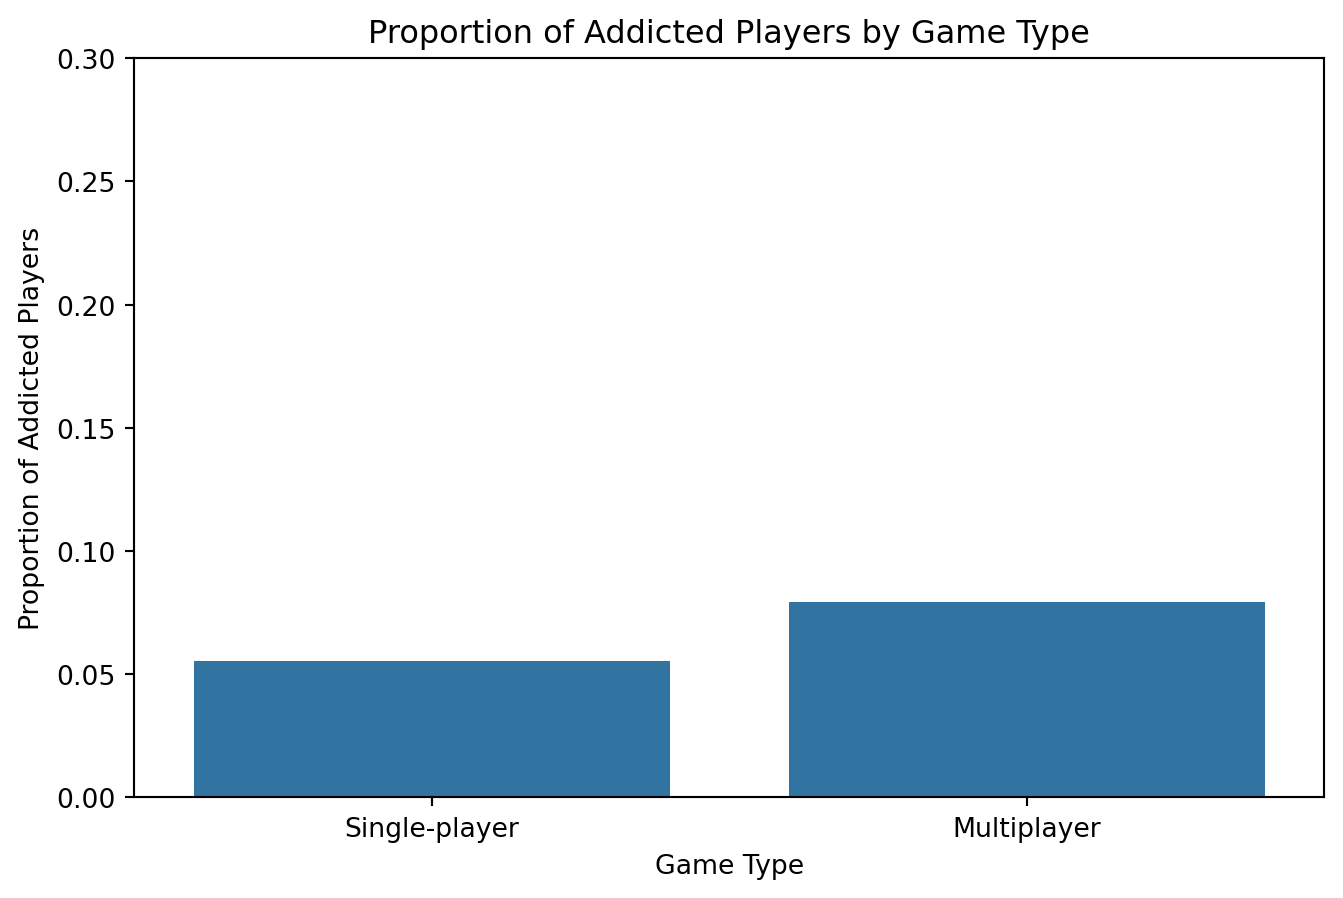 Proportion of Addicted Players by Game Type
Proportion of Addicted Players
0.30
0.25
0.20
0.15
0.10
0.05
0.00
Single-player
Multiplayer
Game Type